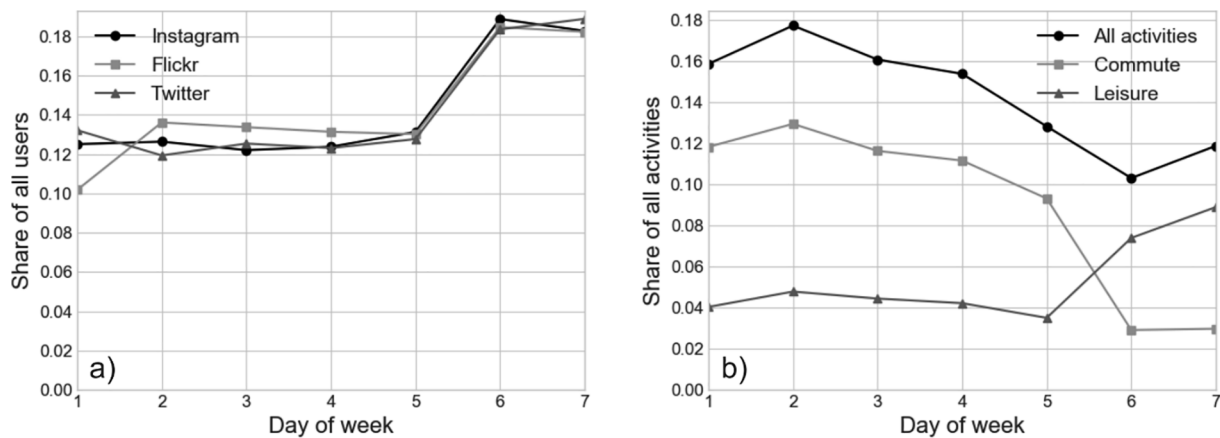 Share of all users
0.18
0.16
0.14
0.12
0.10
0.08
0.06
0.04
0.02
0.00
Instagram
Flickr
Twitter
a)
1 2 3 4 5 6 7
Day of week
Share of all activities
0.18
0.16
0.14
0.12
0.10
0.08
0.06
0.04
0.02
0.00
All activities
Commute
Leisure
b)
1 2 3 4 5 6 7
Day of week